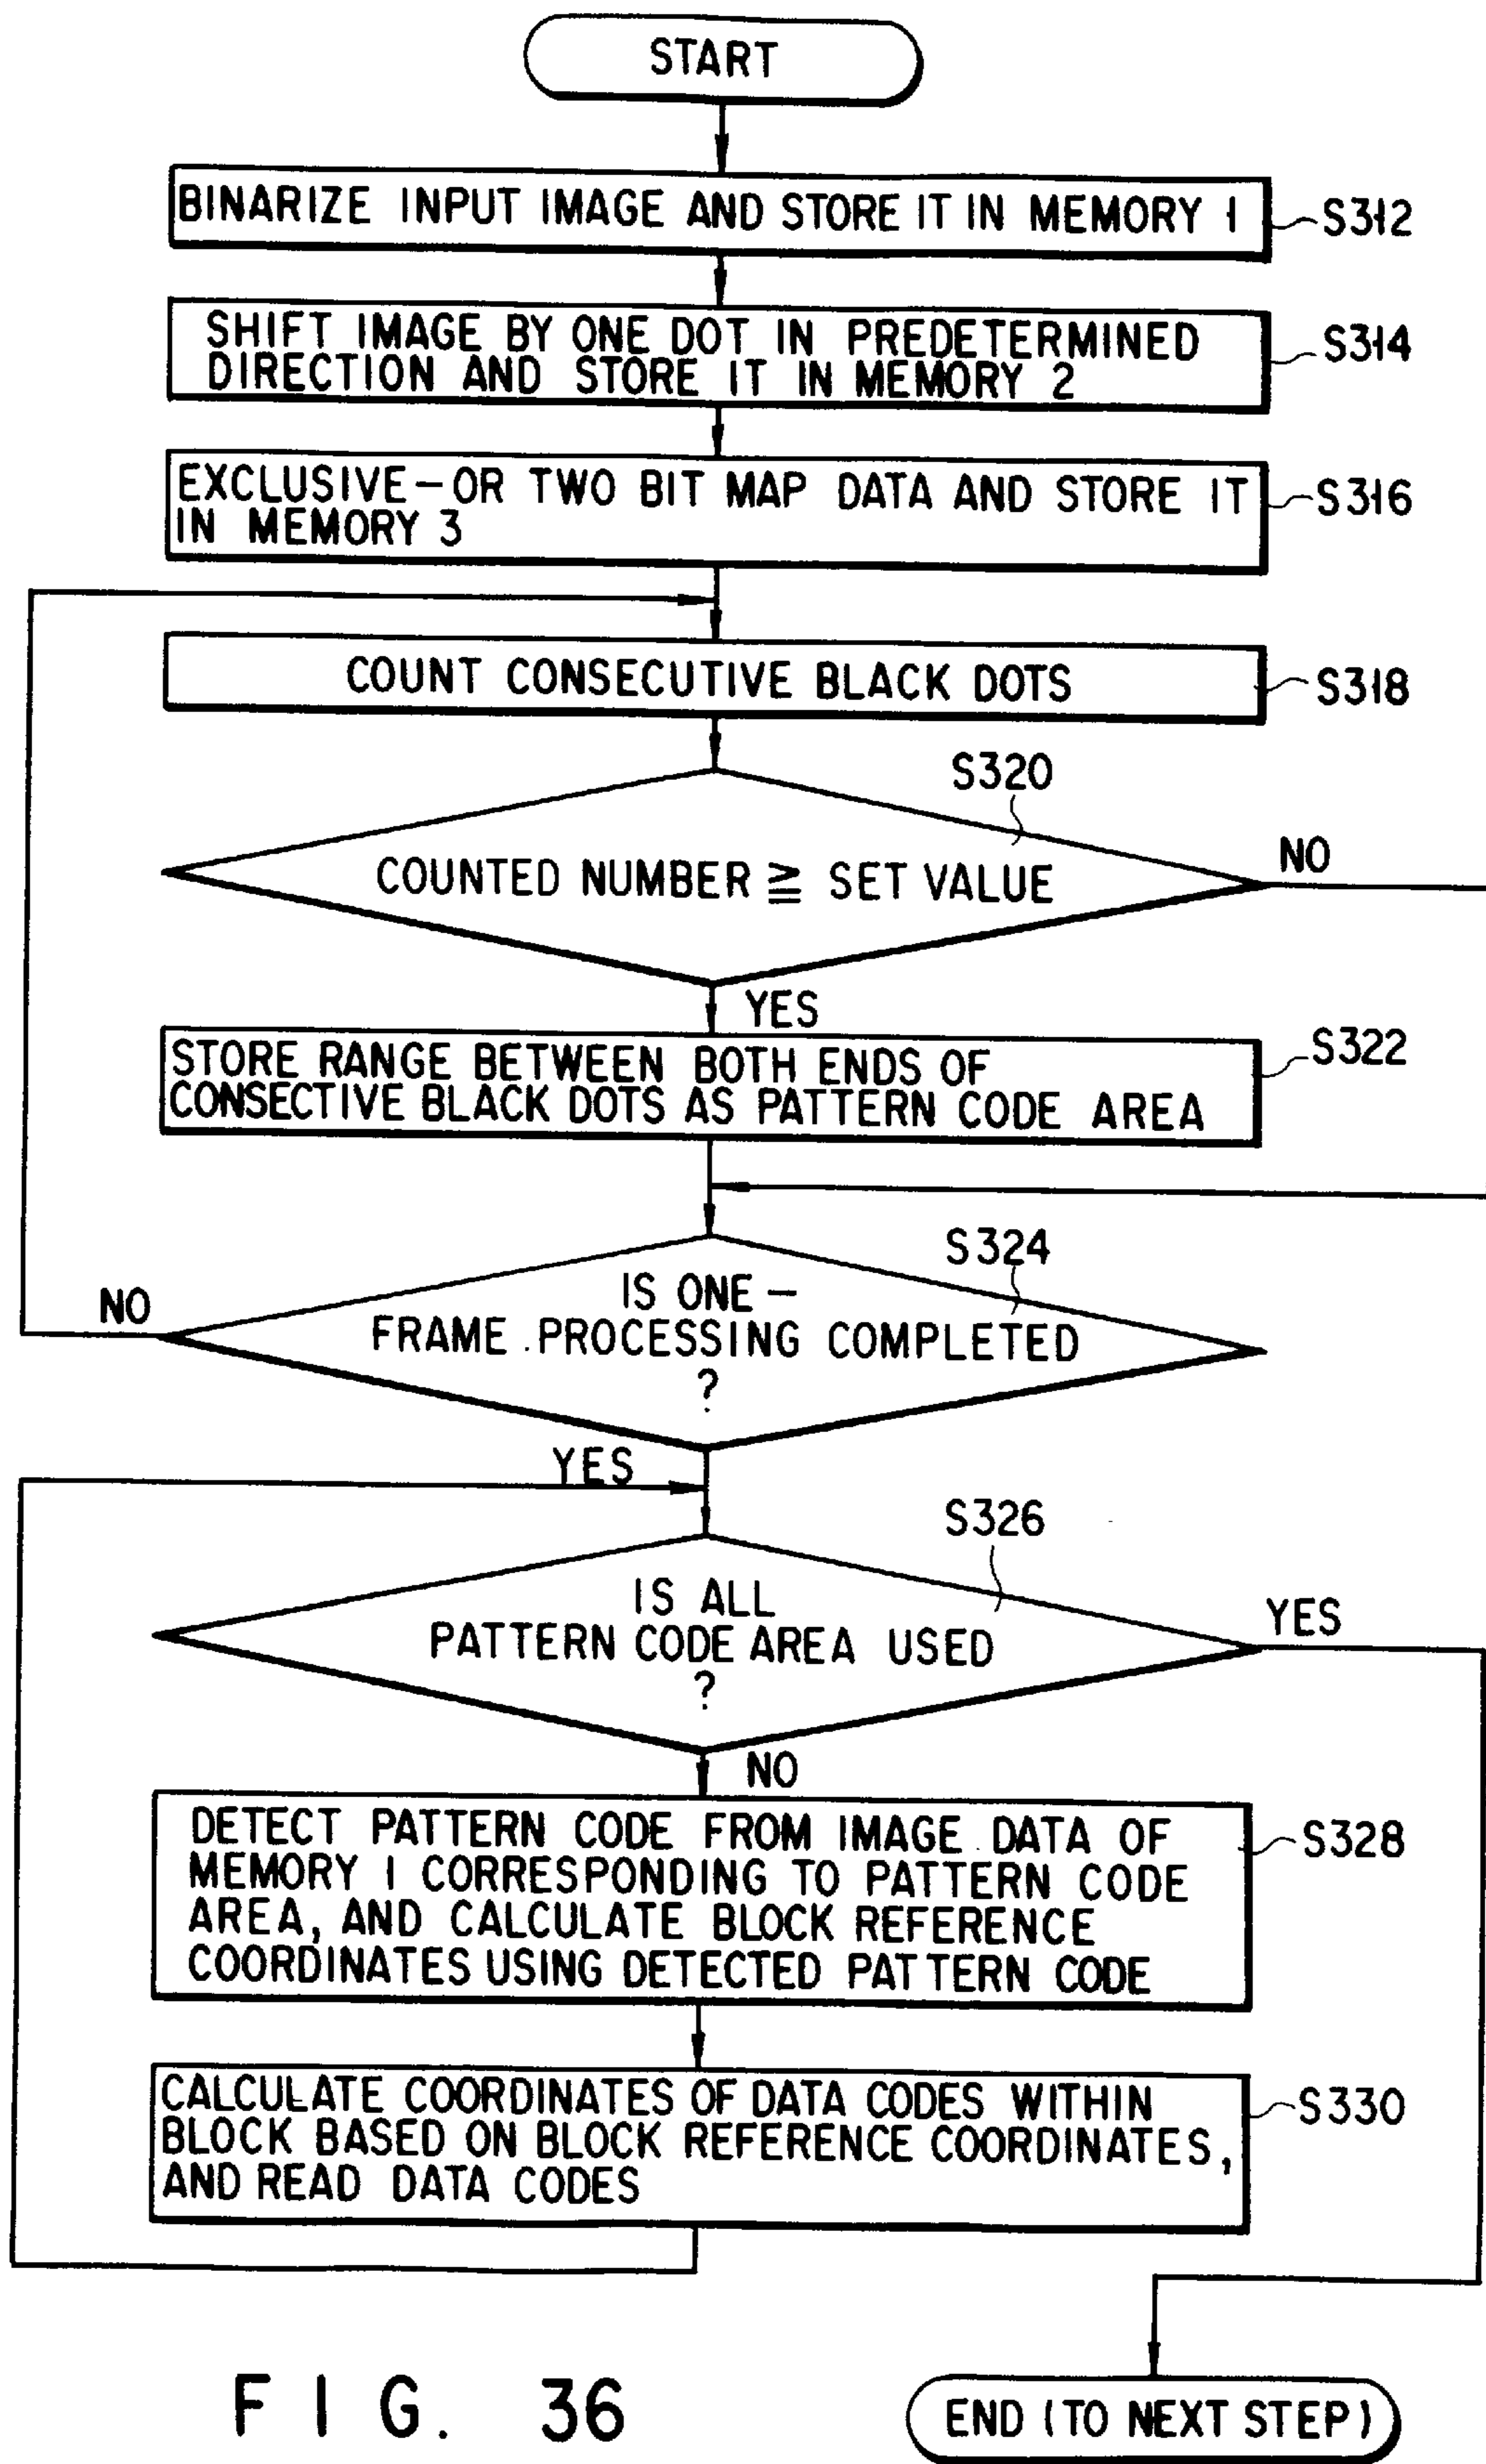 START
BINARIZE INPUT IMAGE AND STORE IT IN MEMORY 1
S312
SHIFT IMAGE BY ONE DOT IN PREDETERMINED
DIRECTION AND STORE IT IN MEMORY 2
S314
EXCLUSIVE-OR TWO BIT MAP DATA AND STORE IT
IN MEMORY 3
S316
COUNT CONSECUTIVE BLACK DOTS
S318
S320
COUNTED NUMBER ≧ SET VALUE
NO
YES
STORE RANGE BETWEEN BOTH ENDS OF
CONSECTIVE BLACK DOTS AS PATTERN CODE AREA
S322
S324
IS ONE-
FRAME PROCESSING COMPLETED
?
NO
YES
S326
IS ALL
PATTERN CODE AREA USED
?
YES
NO
DETECT PATTERN CODE FROM IMAGE DATA OF
MEMORY 1 CORRESPONDING TO PATTERN CODE
AREA, AND CALCULATE BLOCK REFERENCE
COORDINATES USING DETECTED PATTERN CODE
S328
CALCULATE COORDINATES OF DATA CODES WITHIN
BLOCK BASED ON BLOCK REFERENCE COORDINATES,
AND READ DATA CODES
S330
END (TO NEXT STEP)
FIG. 36